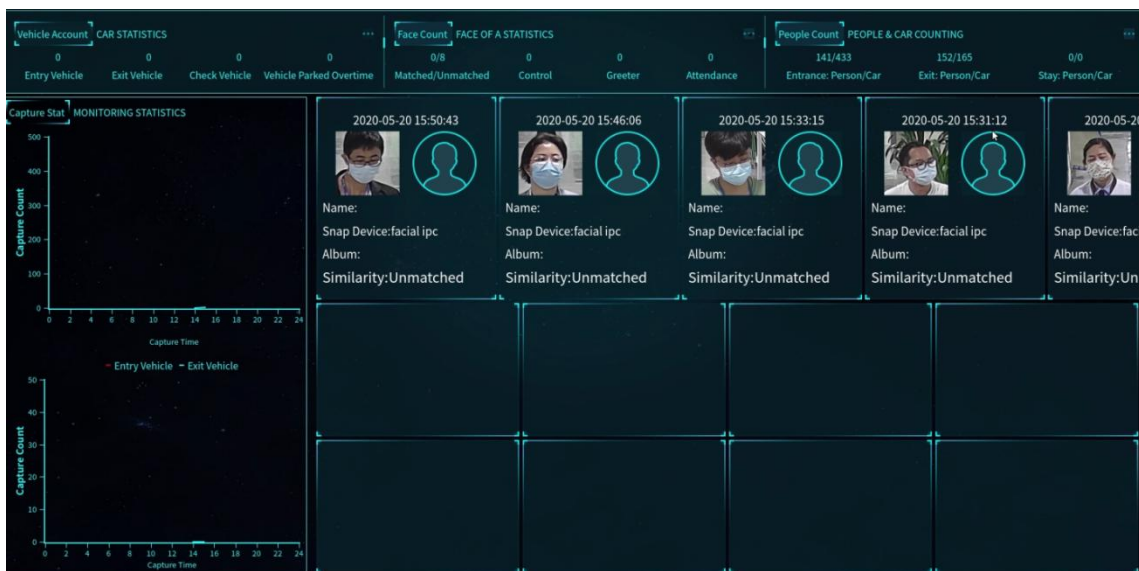 Vehicle Account CAR STATISTICS ...
0 0 0 0
Entry Vehicle Exit Vehicle Check Vehicle Vehicle Parked Overtime
Face Count FACE OF A STATISTICS ...
0/8 0 0 0
Matched/Unmatched Control Greeter Attendance
People Count PEOPLE & CAR COUNTING ...
141/433 152/165 0/0
Entrance: Person/Car Exit: Person/Car Stay: Person/Car
Capture Stat MONITORING STATISTICS
Capture Count
500
400
300
200
100
0
0 2 4 6 8 10 12 14 16 18 20 22 24
Capture Time
Entry Vehicle Exit Vehicle
Capture Count
50
40
30
20
10
0
0 2 4 6 8 10 12 14 16 18 20 22 24
Capture Time
2020-05-20 15:50:43
Name:
Snap Device:facial ipc
Album:
Similarity:Unmatched
2020-05-20 15:46:06
Name:
Snap Device:facial ipc
Album:
Similarity:Unmatched
2020-05-20 15:33:15
Name:
Snap Device:facial ipc
Album:
Similarity:Unmatched
2020-05-20 15:31:12
Name:
Snap Device:facial ipc
Album:
Similarity:Unmatched
2020-05-20
Name:
Snap Device:fac
Album:
Similarity:Un